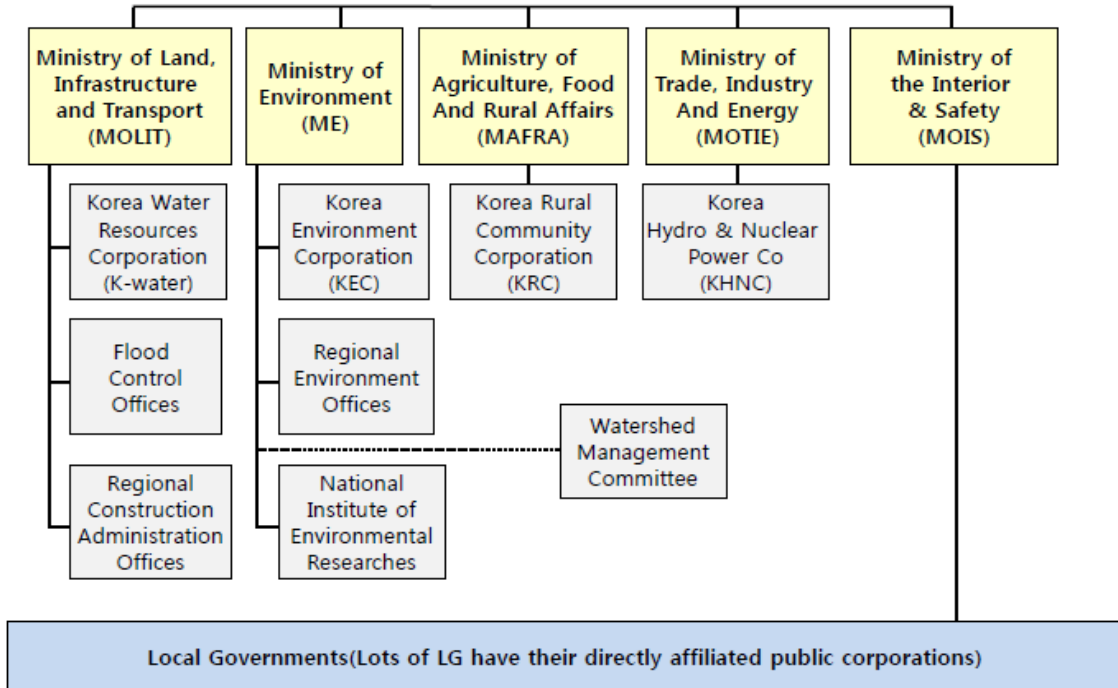 Ministry of Land,
Infrastructure
and Transport
(MOLIT)
Ministry of
Environment
(ME)
Ministry of
Agriculture, Food
And Rural Affairs
(MAFRA)
Ministry of
Trade, Industry
And Energy
(MOTIE)
Ministry of
the Interior
& Safety
(MOIS)
Korea Water
Resources
Corporation
(K-water)
Korea
Environment
Corporation
(KEC)
Korea Rural
Community
Corporation
(KRC)
Korea
Hydro & Nuclear
Power Co
(KHNC)
Flood
Control
Offices
Regional
Environment
Offices
Watershed
Management
Committee
Regional
Construction
Administration
Offices
National
Institute of
Environmental
Researches
Local Governments(Lots of LG have their directly affiliated public corporations)